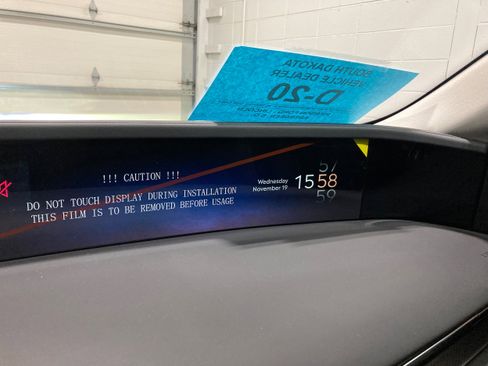 SOUTH DAKOTA
VEHICLE DEALER
D-20
!!! CAUTION !!!
DO NOT TOUCH DISPLAY DURING INSTALLATION
THIS FILM IS TO BE REMOVED BEFORE USAGE
Wednesday
November 19
57
15 58
59